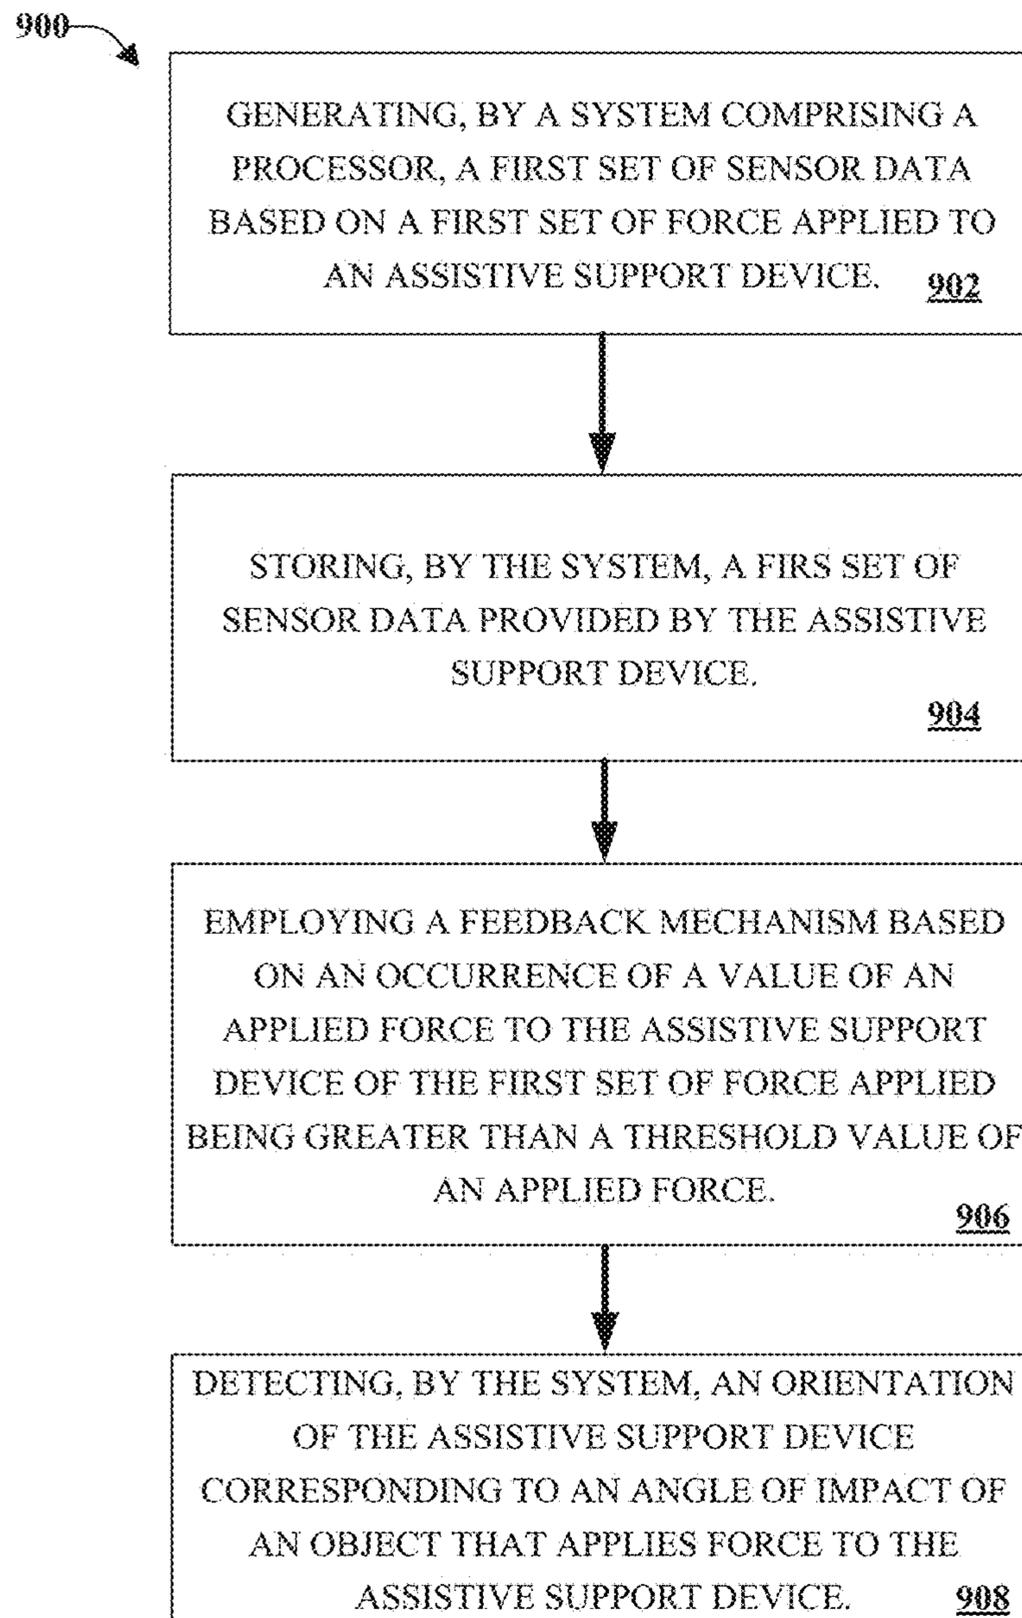 900
GENERATING, BY A SYSTEM COMPRISING A
PROCESSOR, A FIRST SET OF SENSOR DATA
BASED ON A FIRST SET OF FORCE APPLIED TO
AN ASSISTIVE SUPPORT DEVICE.
902
STORING, BY THE SYSTEM, A FIRS SET OF
SENSOR DATA PROVIDED BY THE ASSISTIVE
SUPPORT DEVICE.
904
EMPLOYING A FEEDBACK MECHANISM BASED
ON AN OCCURRENCE OF A VALUE OF AN
APPLIED FORCE TO THE ASSISTIVE SUPPORT
DEVICE OF THE FIRST SET OF FORCE APPLIED
BEING GREATER THAN A THRESHOLD VALUE OF
AN APPLIED FORCE.
906
DETECTING, BY THE SYSTEM, AN ORIENTATION
OF THE ASSISTIVE SUPPORT DEVICE
CORRESPONDING TO AN ANGLE OF IMPACT OF
AN OBJECT THAT APPLIES FORCE TO THE
ASSISTIVE SUPPORT DEVICE.
908